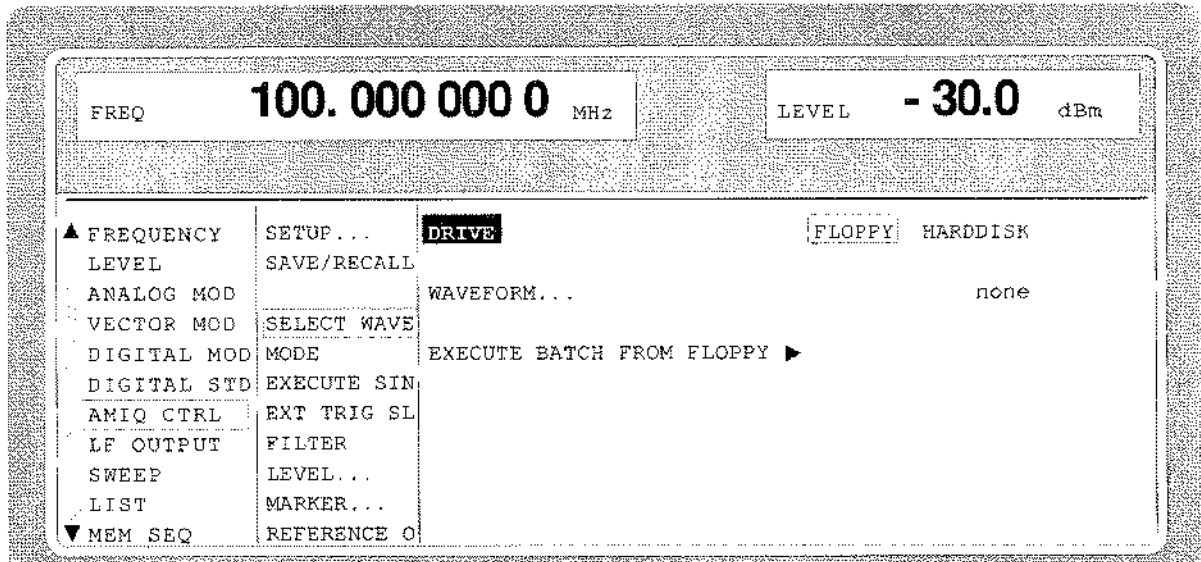 FREQ 100. 000 000 0 MHz LEVEL - 30.0 dBm
▲ FREQUENCY SETUP... DRIVE FLOPPY HARDDISK
LEVEL SAVE/RECALL
ANALOG MOD WAVEFORM... none
VECTOR MOD SELECT WAVE
DIGITAL MOD MODE EXECUTE BATCH FROM FLOPPY ▶
DIGITAL STD EXECUTE SIN
AMIQ CTRL EXT TRIG SL
LF OUTPUT FILTER
SWEEP LEVEL...
LIST MARKER...
▼ MEM SEQ REFERENCE O